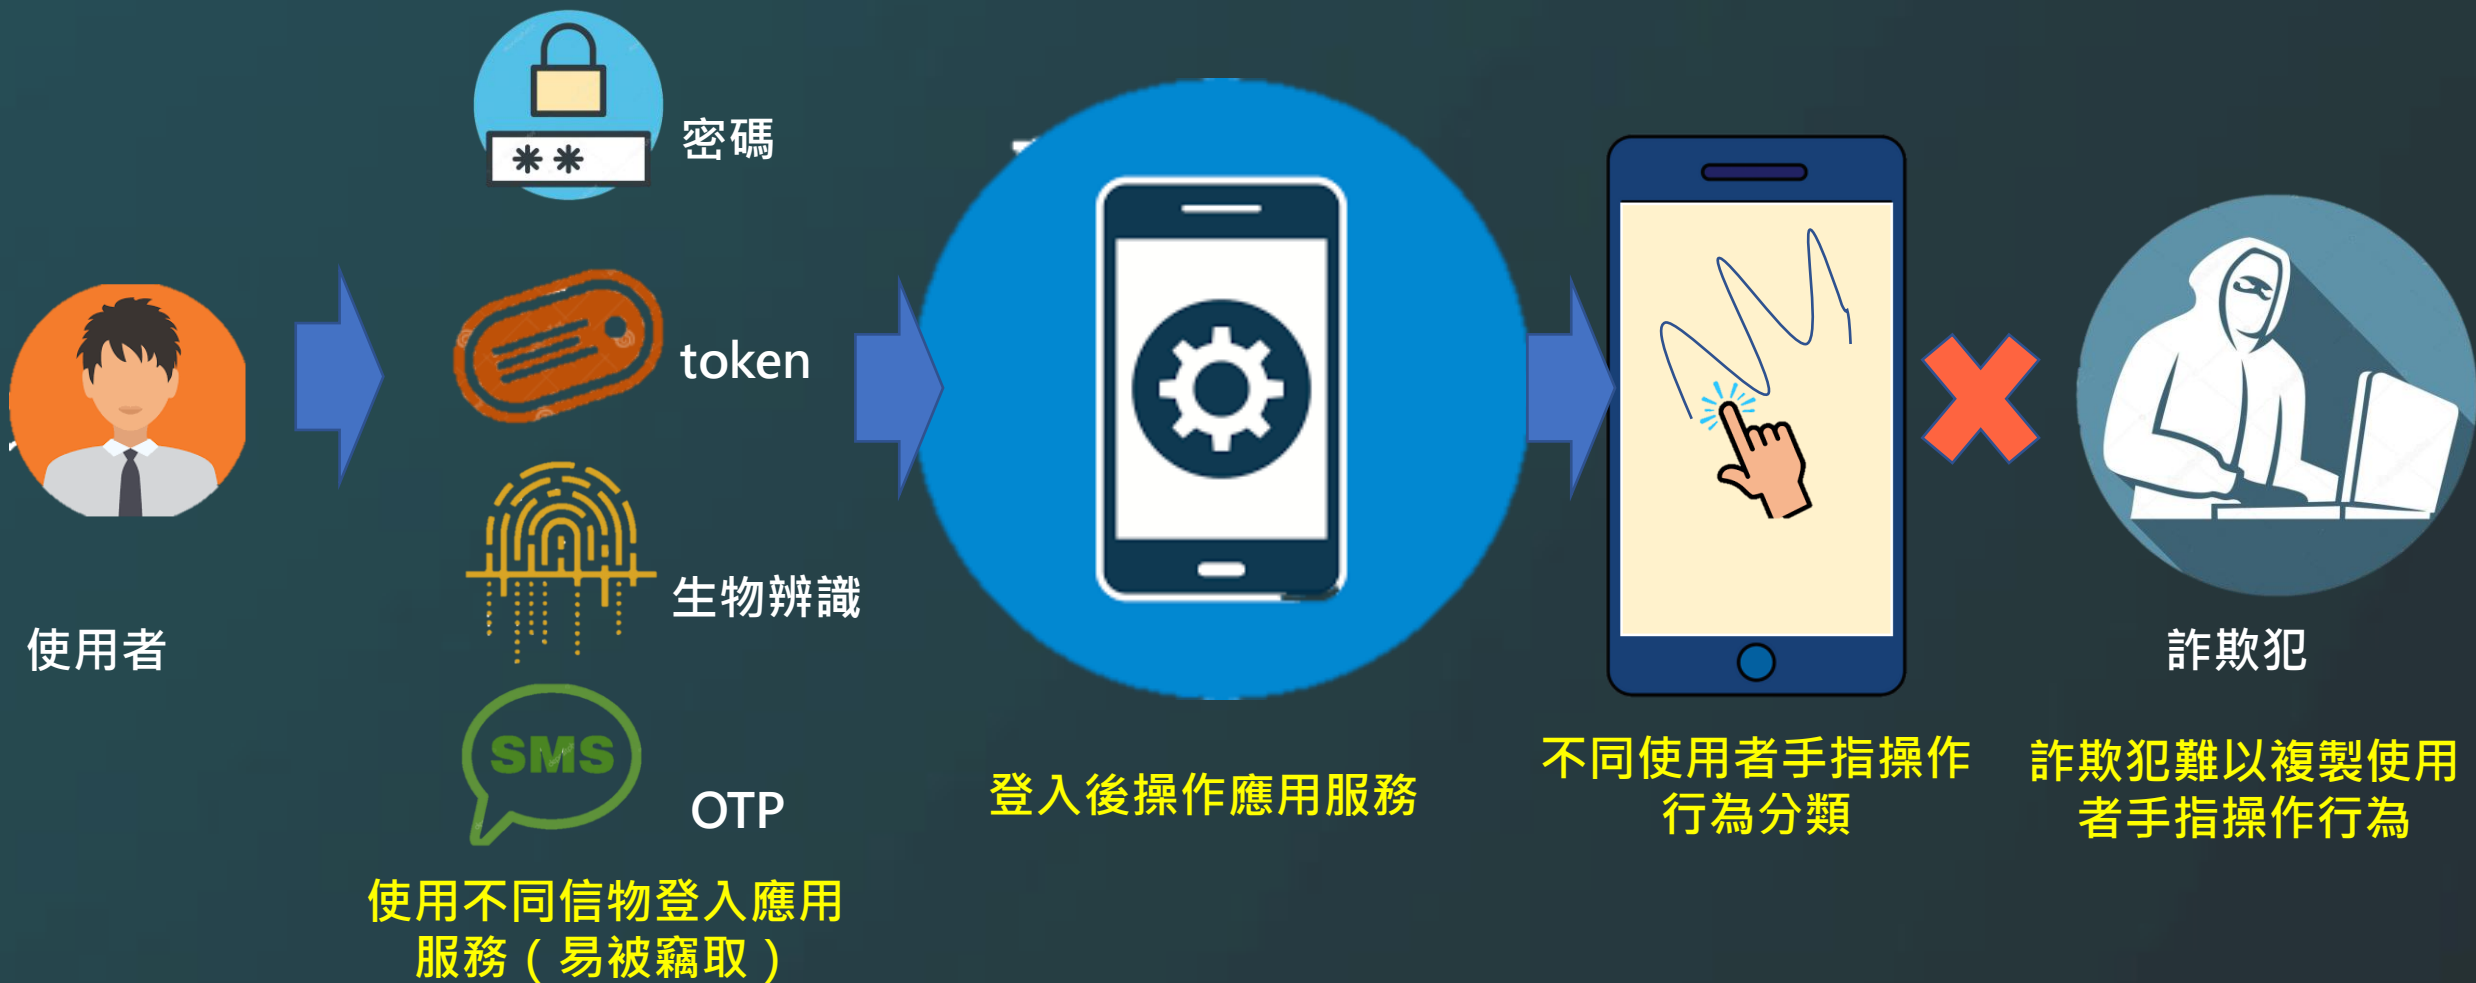 密碼
**
token
生物辨識
SMS
OTP
使用者
使用不同信物登入應用
服務（易被竊取）
登入後操作應用服務
不同使用者手指操作
行為分類
詐欺犯
詐欺犯難以複製使用
者手指操作行為